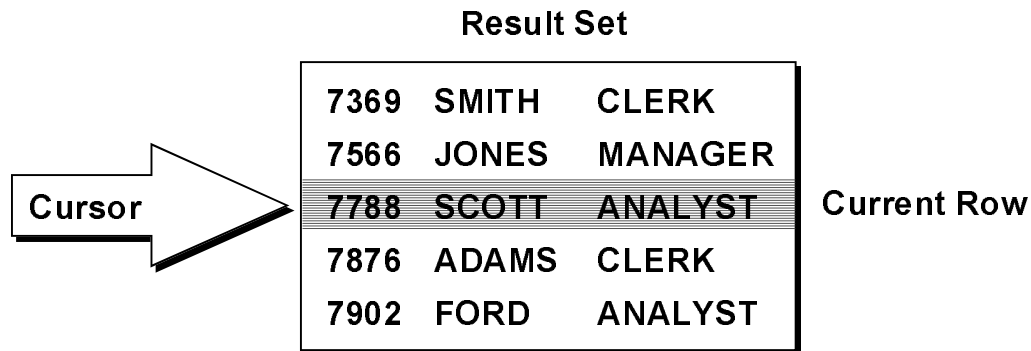 Result Set
7369 SMITH CLERK
7566 JONES MANAGER
Cursor
7788 SCOTT ANALYST
Current Row
7876 ADAMS CLERK
7902 FORD ANALYST